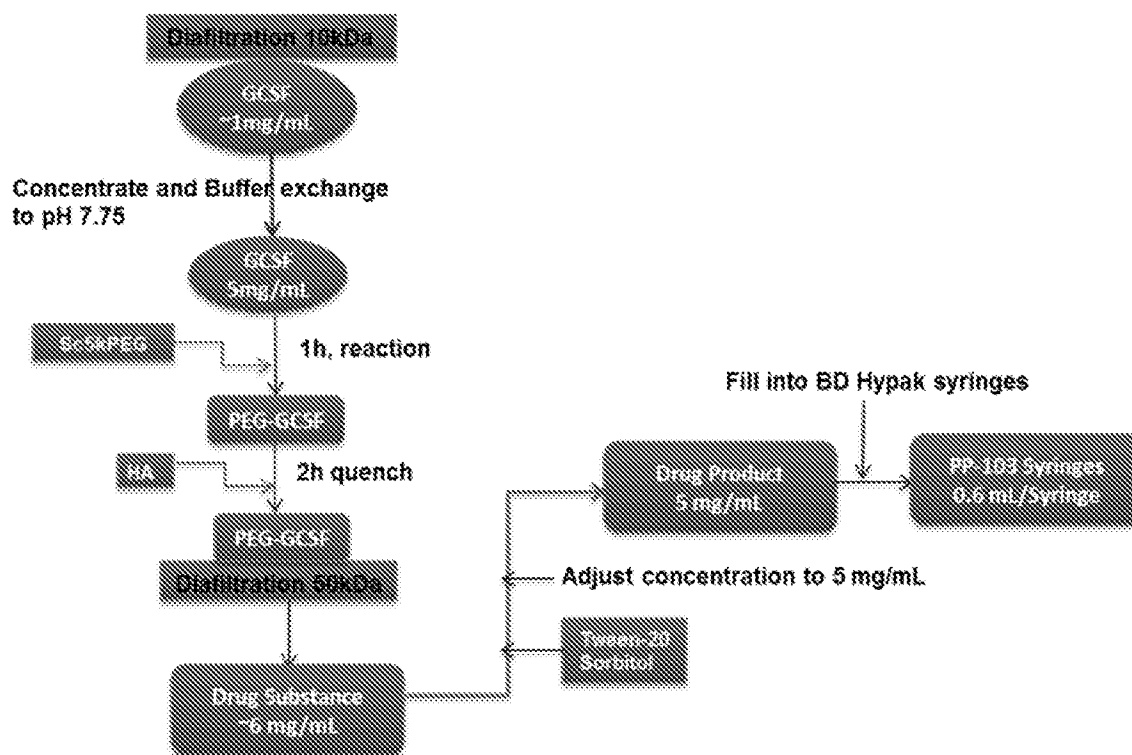 Diafiltration 10kDa
GCSF
~1mg/mL
Concentrate and Buffer exchange
to pH 7.75
GCSF
5mg/mL
1h, reaction
PEG-GCSF
HA
2h quench
PEG-GCSF
Diafiltration 50kDa
Drug Substance
~6 mg/mL
Tween-20
Sorbitol
Adjust concentration to 5 mg/mL
Drug Product
5 mg/mL
Fill into BD Hypak syringes
PP-103 Syringes
0.6 mL/Syringe